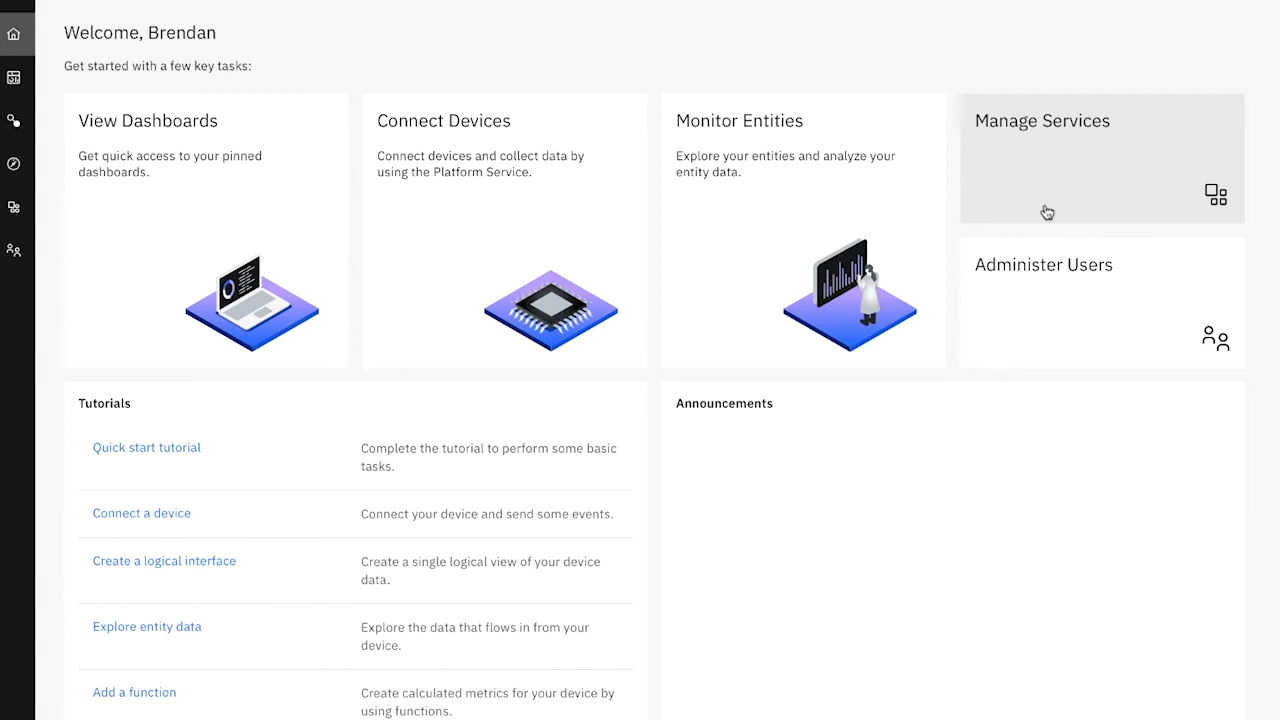 Welcome, Brendan
Get started with a few key tasks:
View Dashboards
Get quick access to your pinned
dashboards.
Connect Devices
Connect devices and collect data by
using the Platform Service.
Monitor Entities
Explore your entities and analyze your
entity data.
Manage Services
Administer Users
Tutorials
Quick start tutorial
Complete the tutorial to perform some basic
tasks.
Connect a device
Connect your device and send some events.
Create a logical interface
Create a single logical view of your device
data.
Explore entity data
Explore the data that flows in from your
device.
Add a function
Create calculated metrics for your device by
using functions.
Announcements